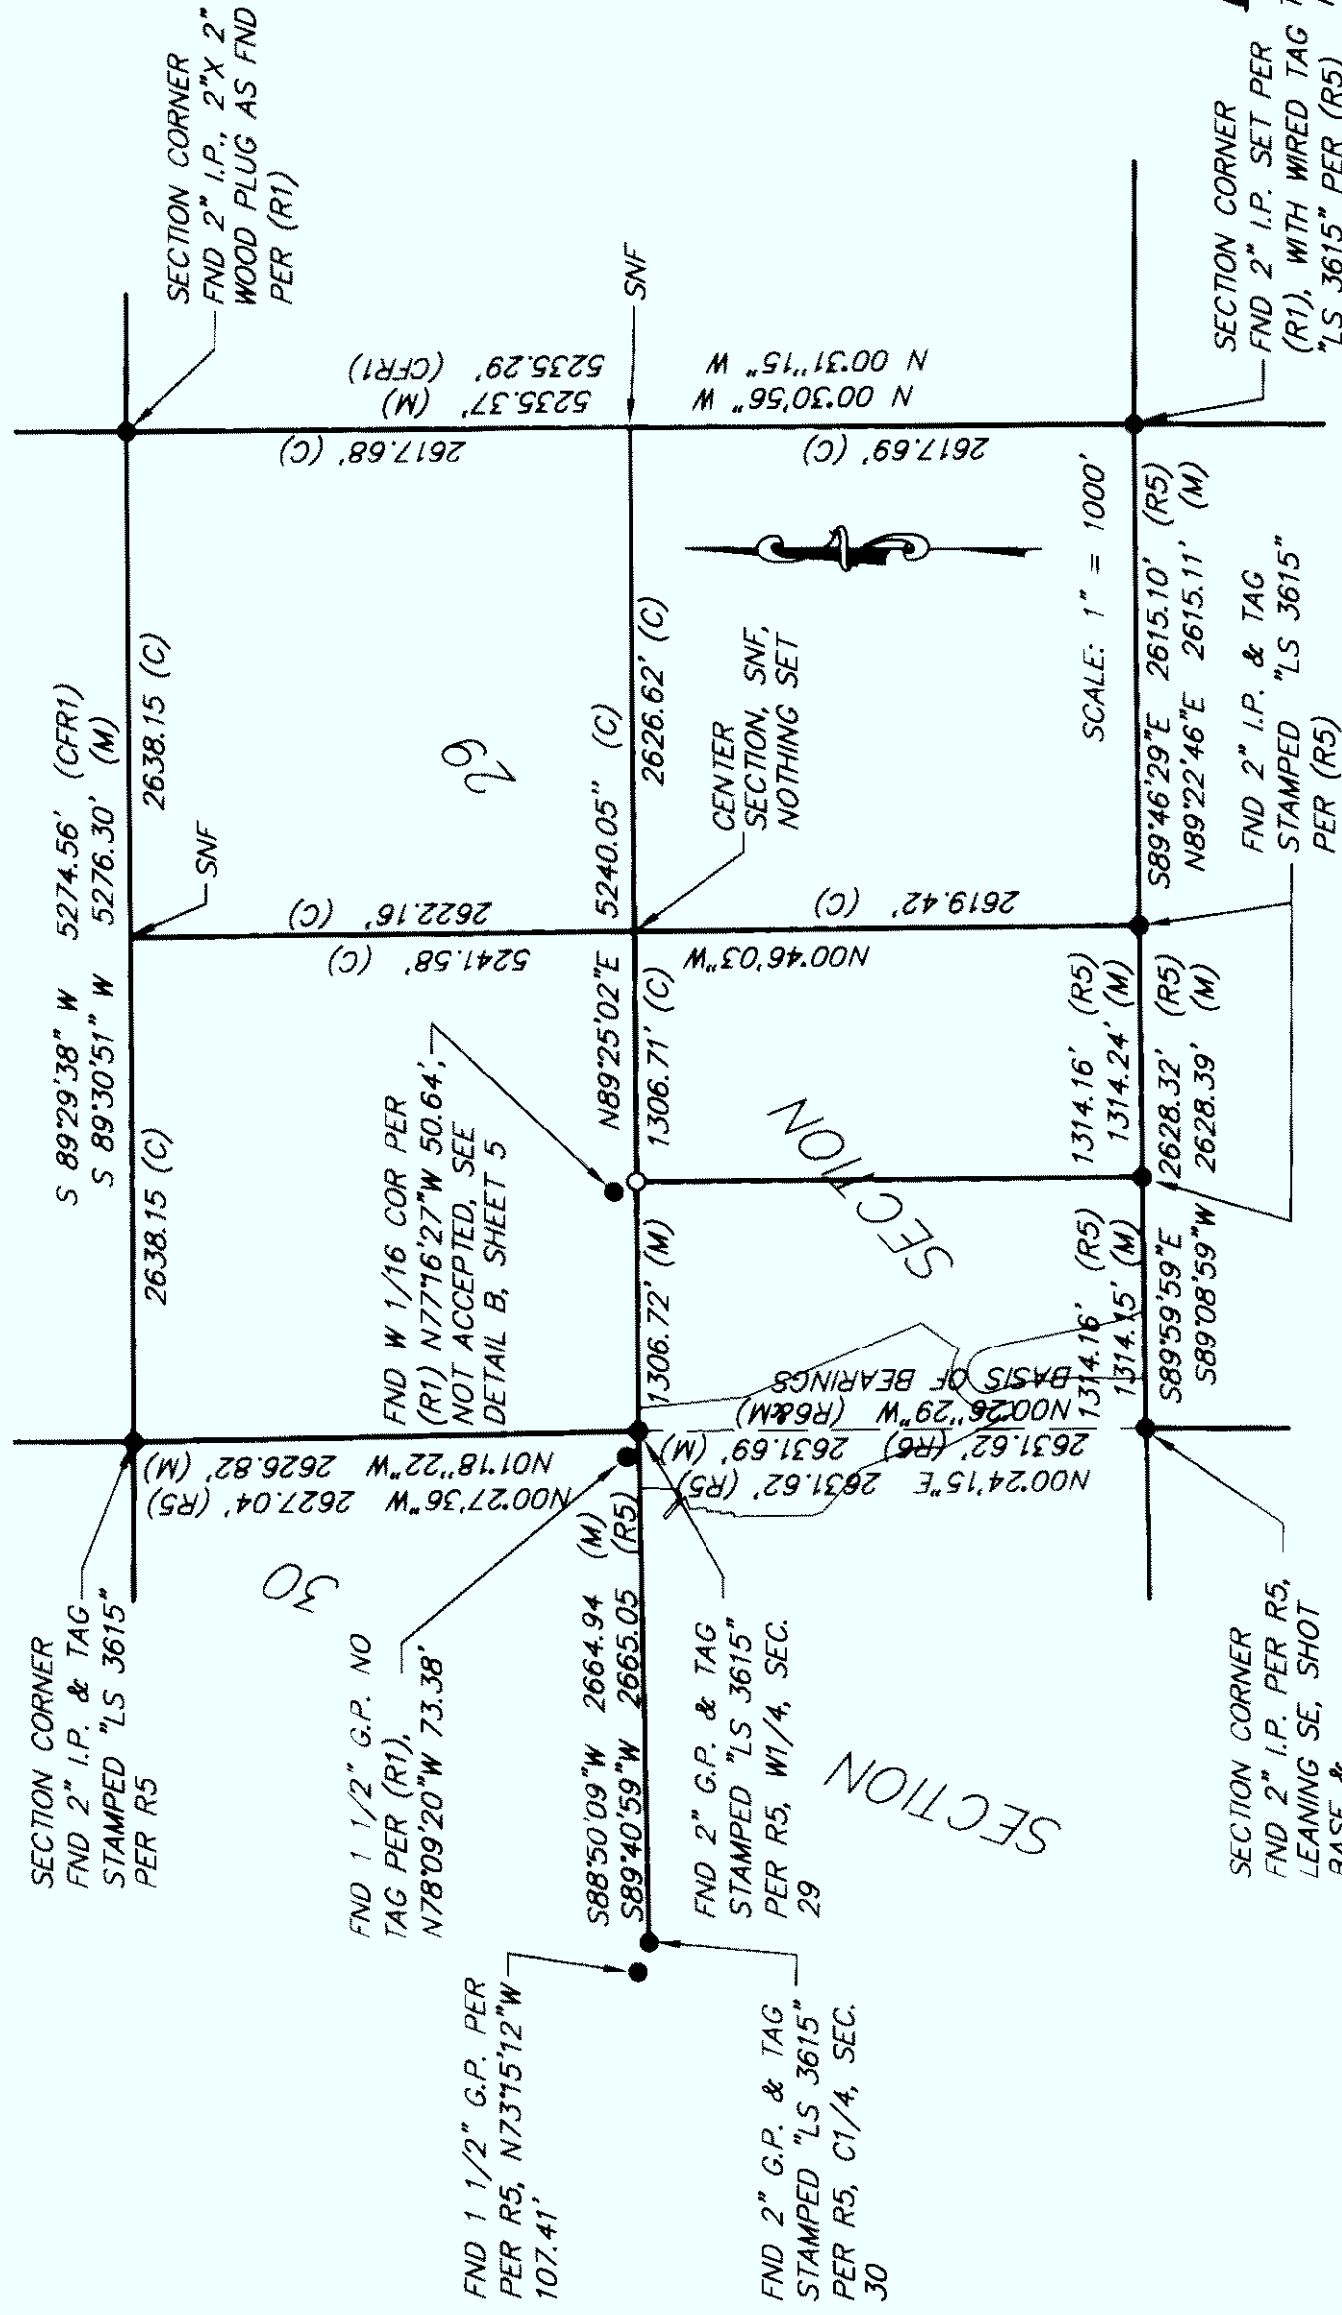 SECTION CORNER
FND 2" I.P. & TAG
STAMPED "LS 3615"
PER R5
S 89°29'38" W 5274.56' (CFR1)
S 89°30'51" W 5276.30' (M)
2638.15 (C)
2638.15 (C)
SNF
SECTION CORNER
FND 2" I.P., 2"X 2"
WOOD PLUG AS FND
PER (R1)
N00°27'36"W 2627.04' (R5)
N01°18'22"W 2626.82' (M)
30
5241.58' (C)
2622.16' (C)
29
2617.68' (C)
5235.37' (M)
5235.29' (CFR1)
N 00°30'56" W
N 00°31'15" W
SNF
FND 1 1/2" G.P. NO
TAG PER (R1),
N78°09'20"W 73.38'
FND W 1/16 COR PER
(R1) N77°16'27"W 50.64',
NOT ACCEPTED, SEE
DETAIL B, SHEET 5
FND 1 1/2" G.P. PER
PER R5, N73°15'12"W
107.41'
S88°50'09"W 2664.94 (M)
S89°40'59"W 2665.05 (R5)
N89°25'02"E 5240.05" (C)
1306.72' (M)
1306.71' (C)
2626.62' (C)
FND 2" G.P. & TAG
STAMPED "LS 3615"
PER R5, W1/4, SEC.
29
CENTER
SECTION, SNF,
NOTHING SET
FND 2" G.P. & TAG
STAMPED "LS 3615"
PER R5, C1/4, SEC.
30
SECTION
SECTION
N00°24'15"E 2631.62' (R5)
2631.62' (R6) 2631.69' (M)
N00°26'29"W (R6&M)
BASIS OF BEARINGS
N00°46'03"W
2619.42' (C)
2617.69' (C)
SCALE: 1" = 1000'
1314.16' (R5)
1314.15' (M)
1314.16' (R5)
1314.24' (M)
S89°59'59"E 2628.32' (R5)
S89°08'59"W 2628.39' (M)
S89°46'29"E 2615.10' (R5)
N89°22'46"E 2615.11' (M)
FND 2" I.P. & TAG
STAMPED "LS 3615"
PER (R5)
SECTION CORNER
FND 2" I.P. PER R5,
LEANING SE, SHOT
BASE &
SECTION CORNER
FND 2" I.P. SET PER
(R1), WITH WIRED TAG
"LS 3615" PER (R5)